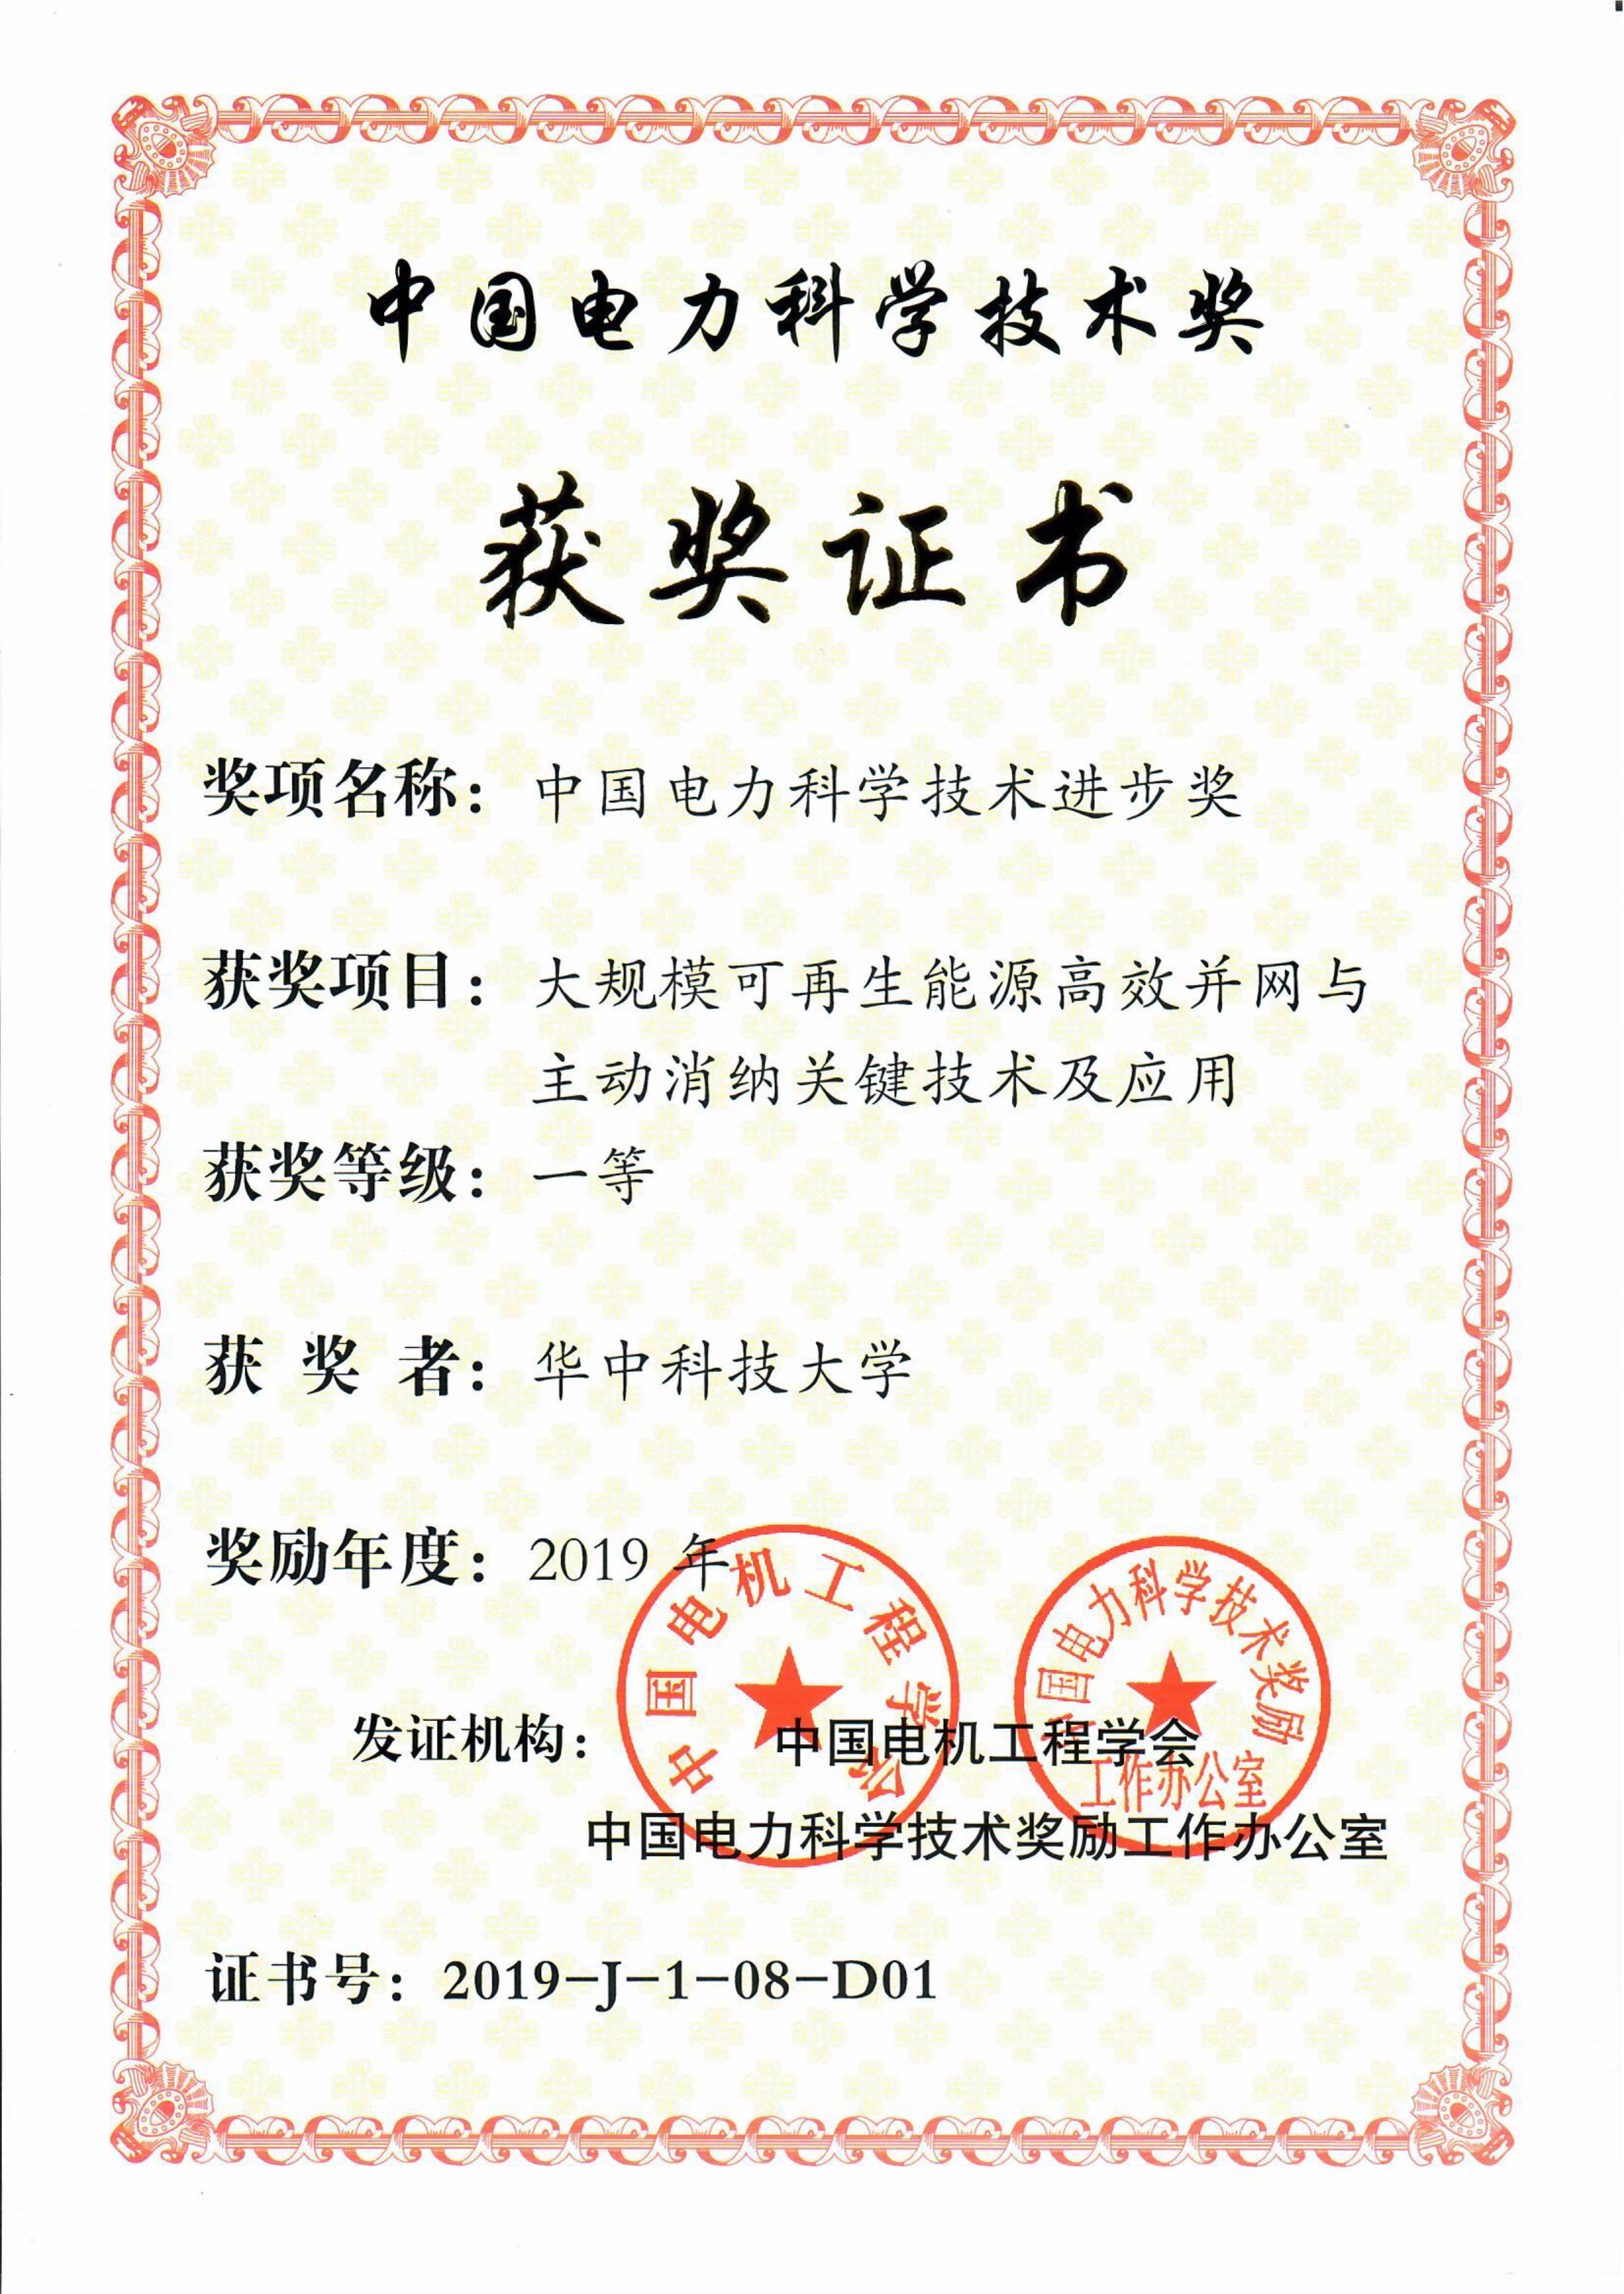 中国电力科学技术奖
获奖证书
奖项名称：中国电力科学技术进步奖
获奖项目：大规模可再生能源高效并网与
主动消纳关键技术及应用
获奖等级：一等
获奖者：华中科技大学
奖励年度：2019 年
中国电机工程学会
中国电力科学技术奖励
工作办公室
发证机构：中国电机工程学会
中国电力科学技术奖励工作办公室
证书号：2019-J-1-08-D01